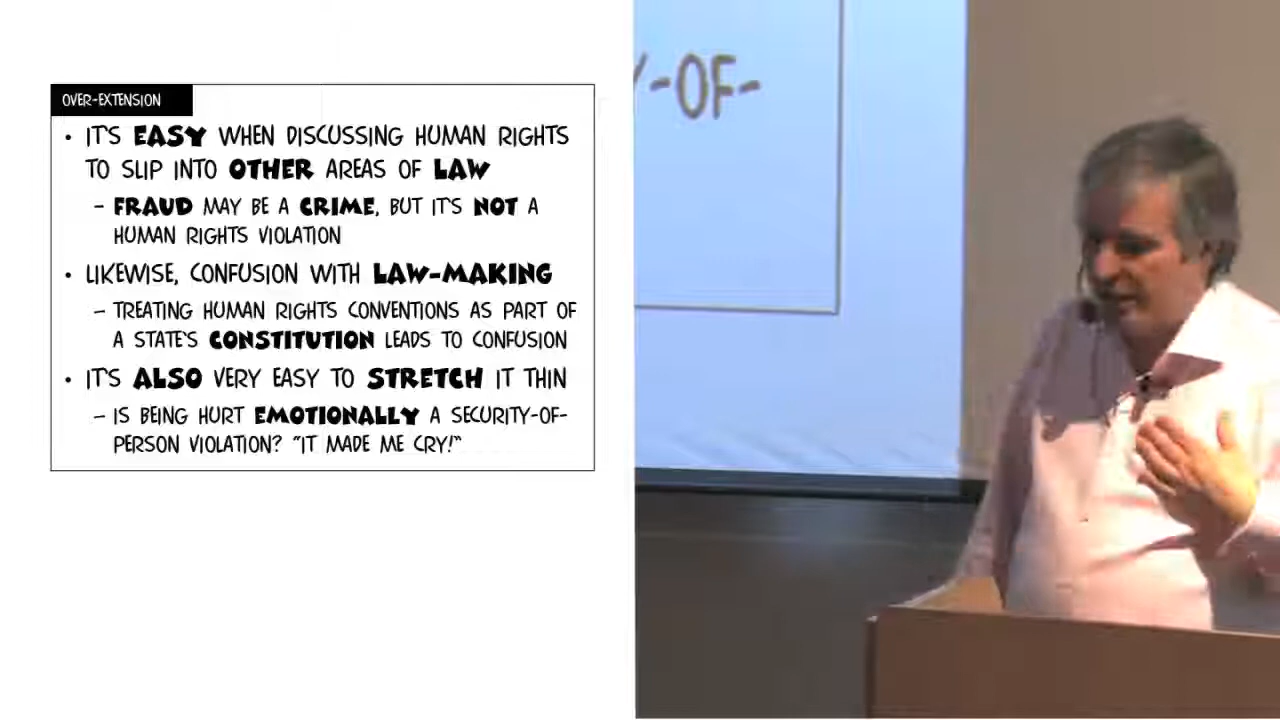 OVER-EXTENSION
• IT'S EASY WHEN DISCUSSING HUMAN RIGHTS
TO SLIP INTO OTHER AREAS OF LAW
– FRAUD MAY BE A CRIME, BUT IT'S NOT A
HUMAN RIGHTS VIOLATION
• LIKEWISE, CONFUSION WITH LAW-MAKING
– TREATING HUMAN RIGHTS CONVENTIONS AS PART OF
A STATE'S CONSTITUTION LEADS TO CONFUSION
• IT'S ALSO VERY EASY TO STRETCH IT THIN
– IS BEING HURT EMOTIONALLY A SECURITY-OF-
PERSON VIOLATION? "IT MADE ME CRY!"
Y-OF-